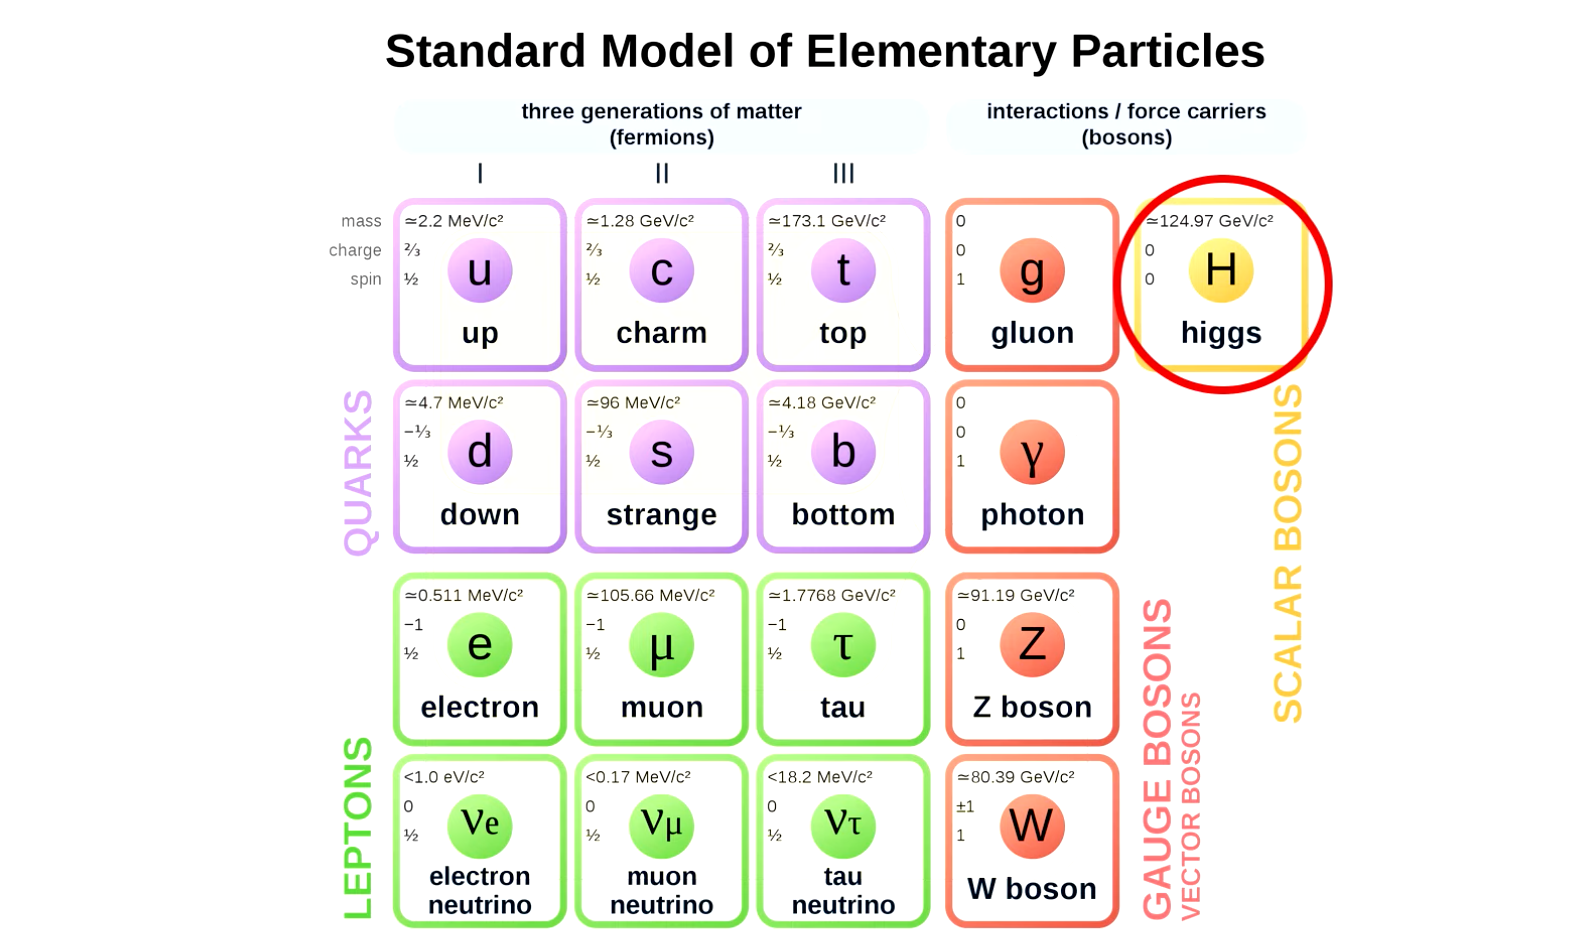 Standard Model of Elementary Particles
three generations of matter
(fermions)
interactions / force carriers
(bosons)
I
II
III
mass
charge
spin
≃2.2 MeV/c²
⅔
½
u
up
≃1.28 GeV/c²
⅔
½
c
charm
≃173.1 GeV/c²
⅔
½
t
top
0
0
1
g
gluon
≃124.97 GeV/c²
0
0
H
higgs
QUARKS
≃4.7 MeV/c²
−⅓
½
d
down
≃96 MeV/c²
−⅓
½
s
strange
≃4.18 GeV/c²
−⅓
½
b
bottom
0
0
1
γ
photon
SCALAR BOSONS
LEPTONS
≃0.511 MeV/c²
−1
½
e
electron
≃105.66 MeV/c²
−1
½
μ
muon
≃1.7768 GeV/c²
−1
½
τ
tau
≃91.19 GeV/c²
0
1
Z
Z boson
GAUGE BOSONS
VECTOR BOSONS
<1.0 eV/c²
0
½
νe
electron
neutrino
<0.17 MeV/c²
0
½
νμ
muon
neutrino
<18.2 MeV/c²
0
½
ντ
tau
neutrino
≃80.39 GeV/c²
±1
1
W
W boson